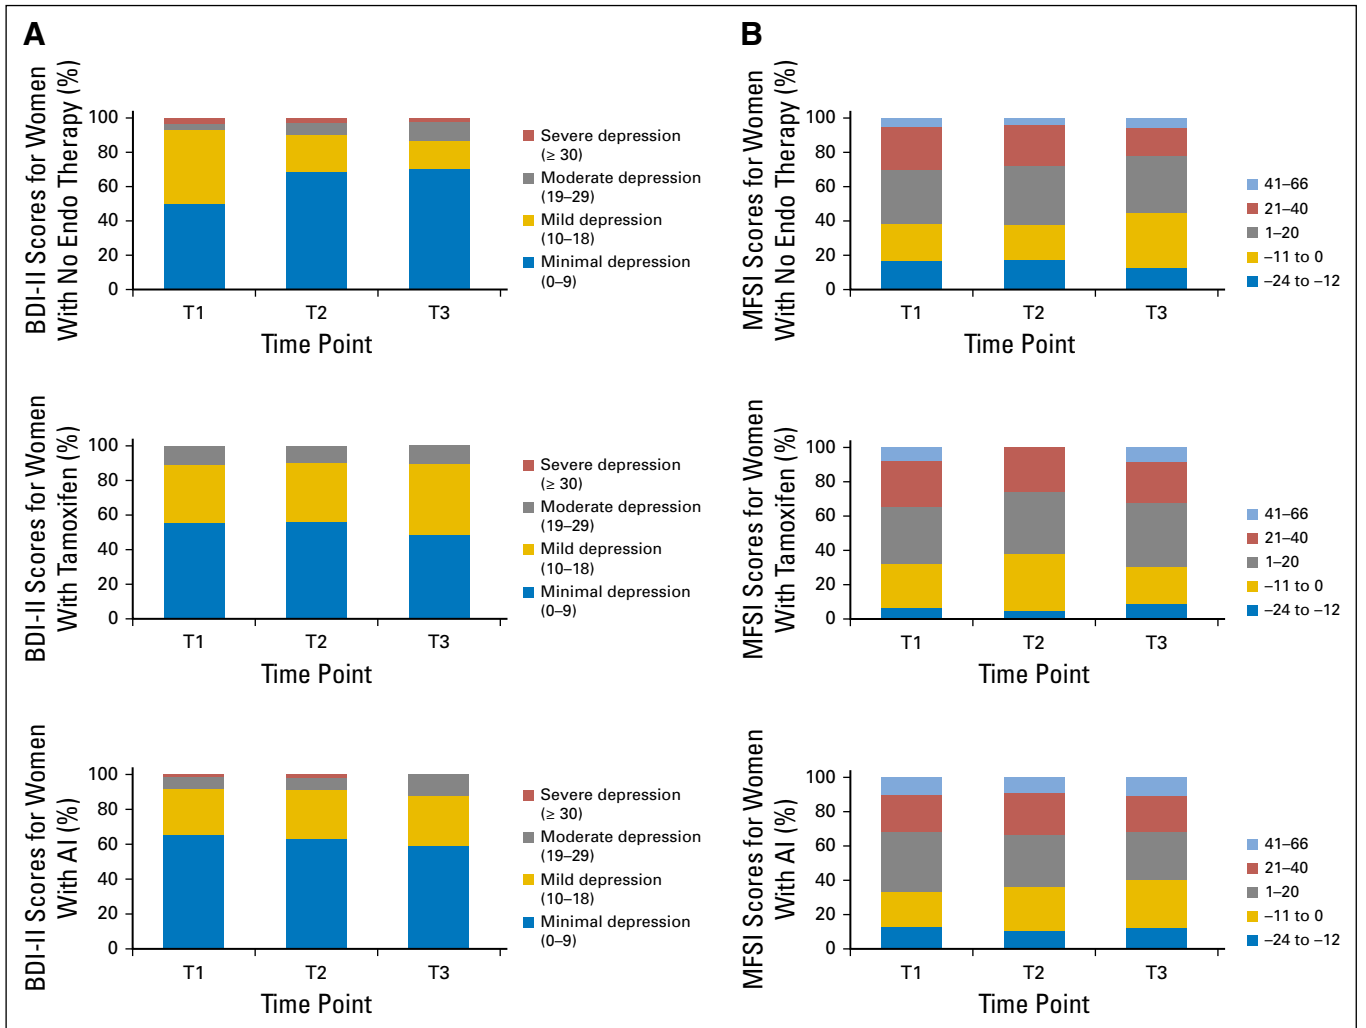 A
BDI-II Scores for Women
With No Endo Therapy (%)
100
80
60
40
20
0
T1 T2 T3
Time Point
Severe depression
(≥ 30)
Moderate depression
(19–29)
Mild depression
(10–18)
Minimal depression
(0–9)
B
MFSI Scores for Women
With No Endo Therapy (%)
100
80
60
40
20
0
T1 T2 T3
Time Point
41–66
21–40
1–20
–11 to 0
–24 to –12
BDI-II Scores for Women
With Tamoxifen (%)
100
80
60
40
20
0
T1 T2 T3
Time Point
Severe depression
(≥ 30)
Moderate depression
(19–29)
Mild depression
(10–18)
Minimal depression
(0–9)
MFSI Scores for Women
With Tamoxifen (%)
100
80
60
40
20
0
T1 T2 T3
Time Point
41–66
21–40
1–20
–11 to 0
–24 to –12
BDI-II Scores for Women
With AI (%)
100
80
60
40
20
0
T1 T2 T3
Time Point
Severe depression
(≥ 30)
Moderate depression
(19–29)
Mild depression
(10–18)
Minimal depression
(0–9)
MFSI Scores for Women
With AI (%)
100
80
60
40
20
0
T1 T2 T3
Time Point
41–66
21–40
1–20
–11 to 0
–24 to –12